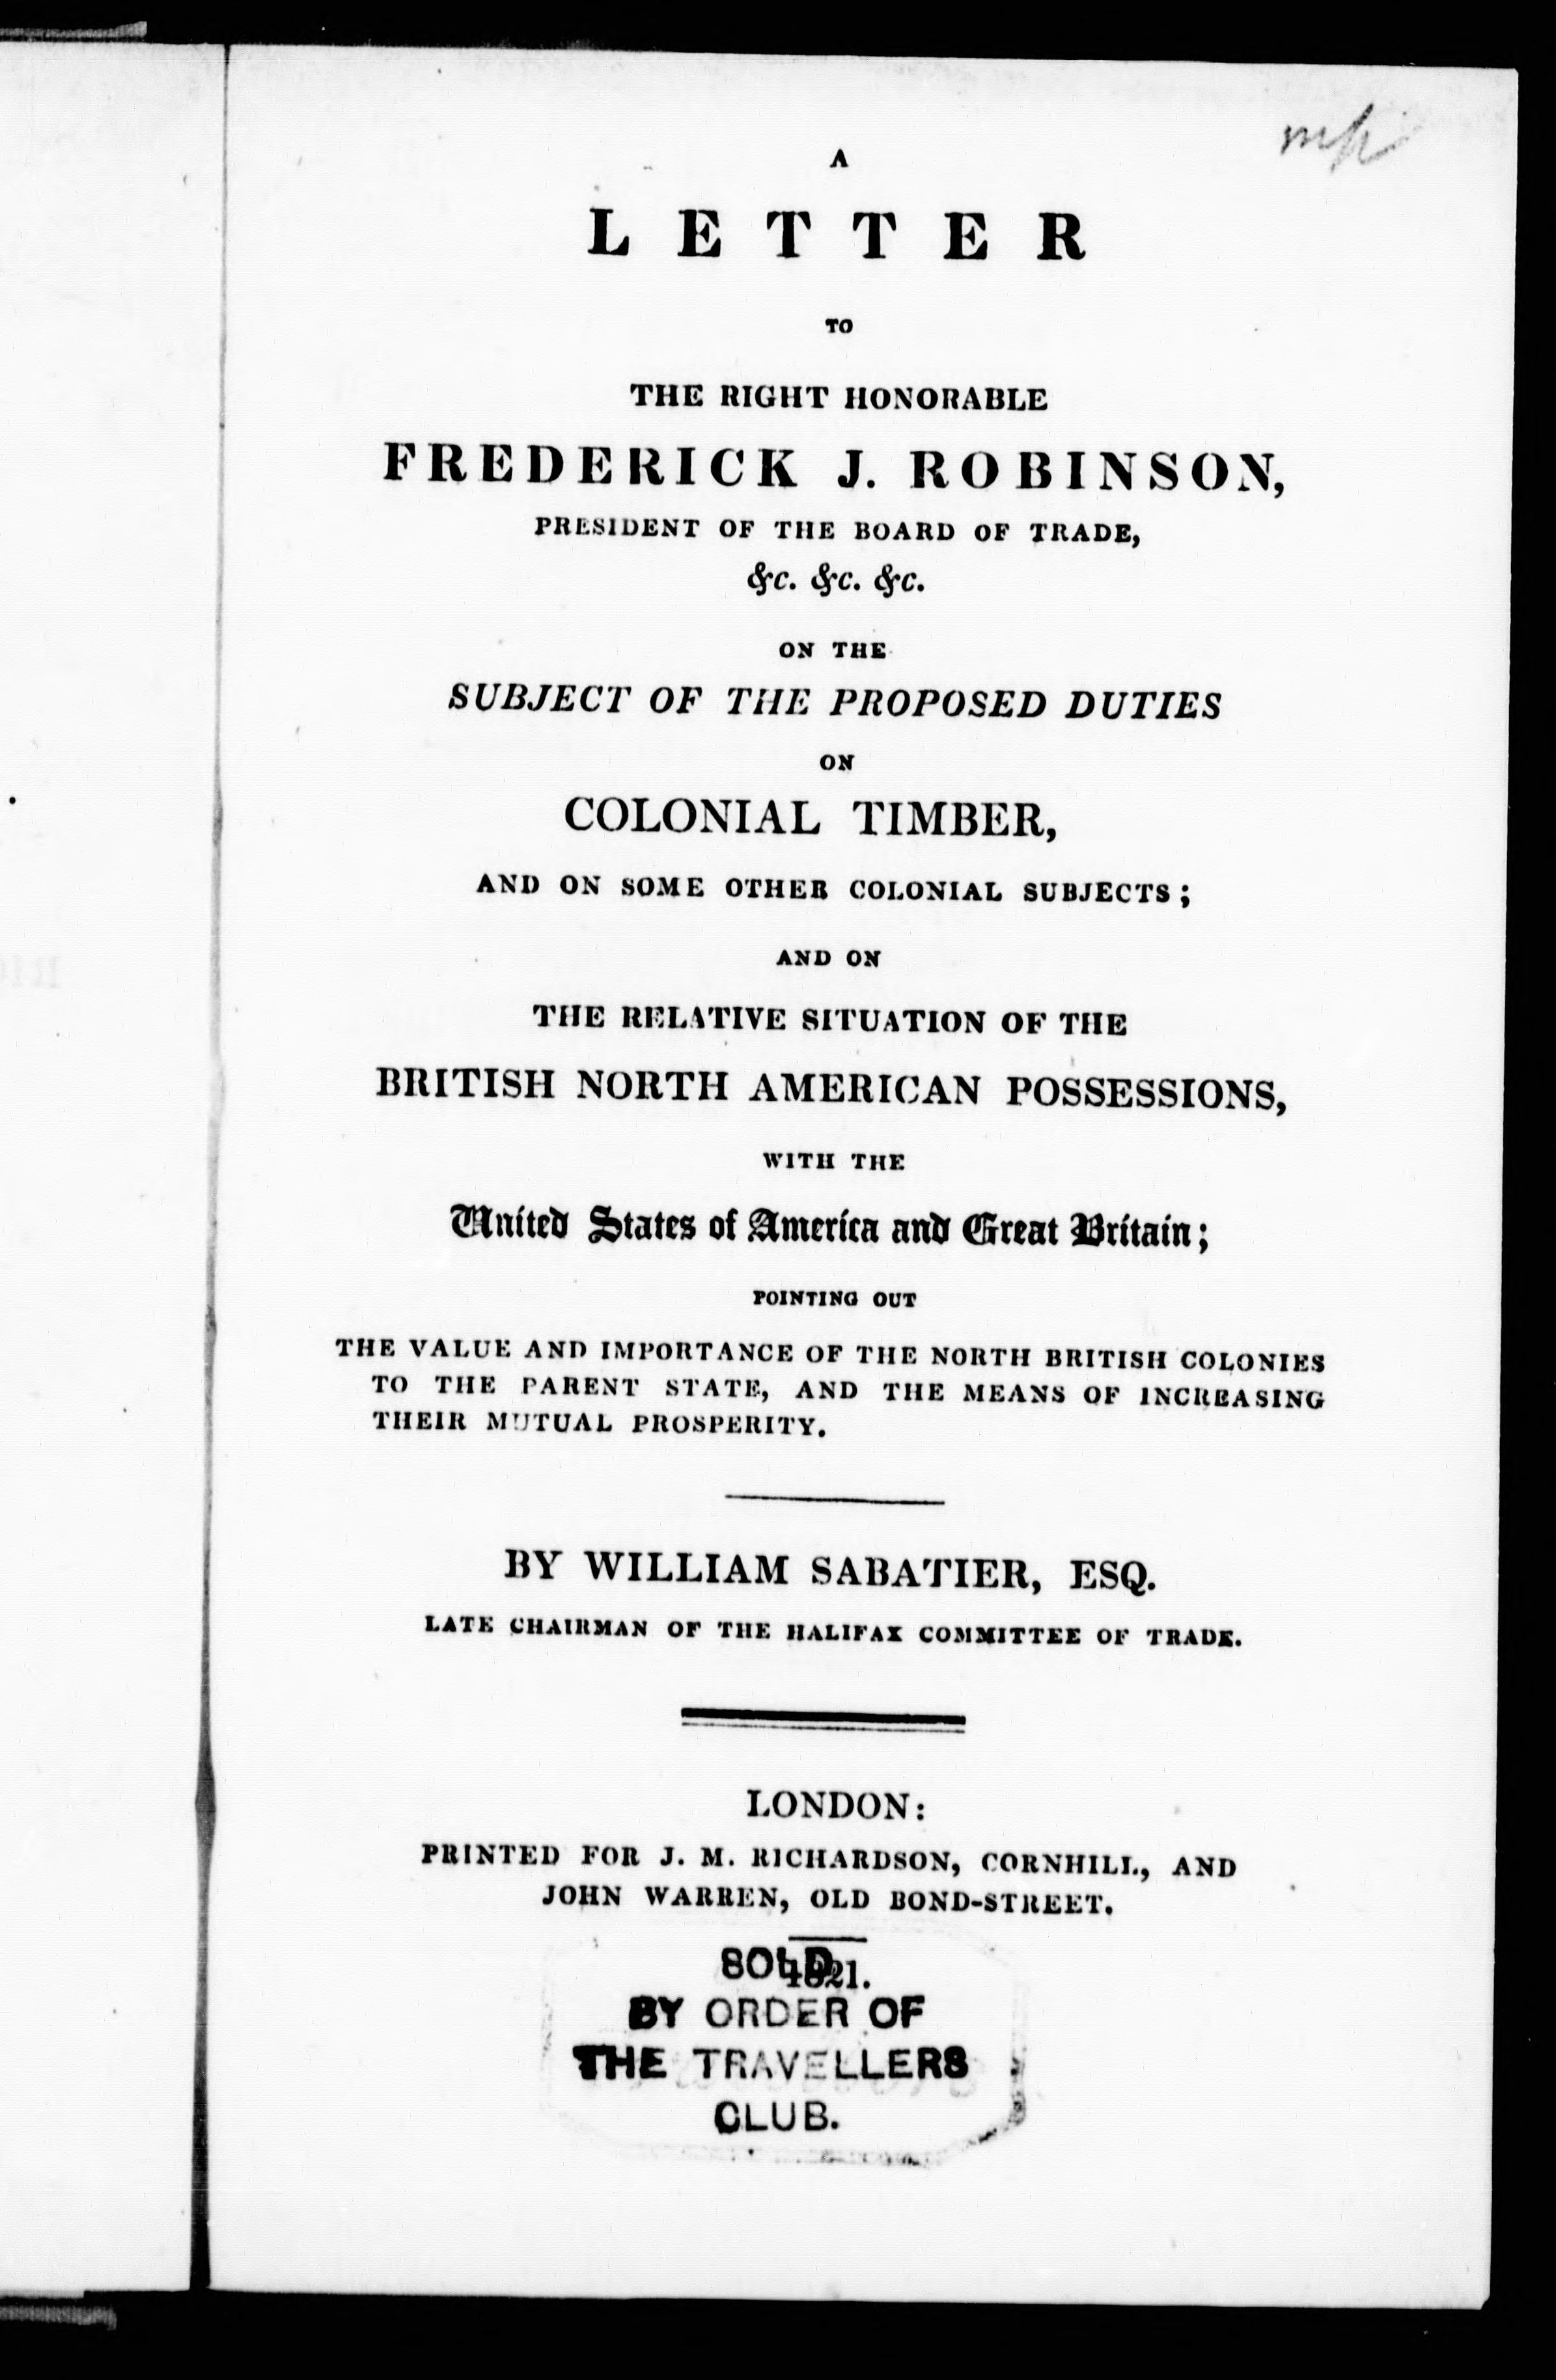 A
LETTER
TO
THE RIGHT HONORABLE
FREDERICK J. ROBINSON,
PRESIDENT OF THE BOARD OF TRADE,
&c. &c. &c.
ON THE
SUBJECT OF THE PROPOSED DUTIES
ON
COLONIAL TIMBER,
AND ON SOME OTHER COLONIAL SUBJECTS;
AND ON
THE RELATIVE SITUATION OF THE
BRITISH NORTH AMERICAN POSSESSIONS,
WITH THE
United States of America and Great Britain;
POINTING OUT
THE VALUE AND IMPORTANCE OF THE NORTH BRITISH COLONIES
TO THE PARENT STATE, AND THE MEANS OF INCREASING
THEIR MUTUAL PROSPERITY.
BY WILLIAM SABATIER, ESQ.
LATE CHAIRMAN OF THE HALIFAX COMMITTEE OF TRADE.
LONDON:
PRINTED FOR J. M. RICHARDSON, CORNHILL, AND
JOHN WARREN, OLD BOND-STREET.
1821.
SOLD
BY ORDER OF
THE TRAVELLERS
CLUB.